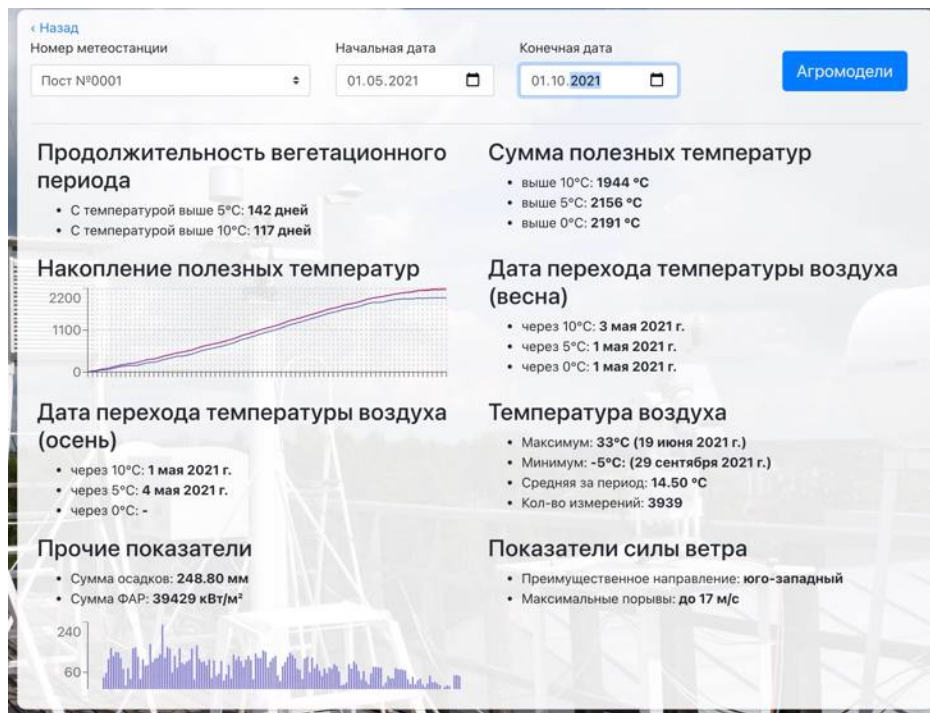 ‹ Назад
Номер метеостанции
Начальная дата
Конечная дата
Пост №0001
01.05.2021
01.10.2021
Агромодели
Продолжительность вегетационного
периода
• С температурой выше 5°C: 142 дней
• С температурой выше 10°C: 117 дней
Сумма полезных температур
• выше 10°C: 1944 °C
• выше 5°C: 2156 °C
• выше 0°C: 2191 °C
Накопление полезных температур
2200
1100
0
Дата перехода температуры воздуха
(весна)
• через 10°C: 3 мая 2021 г.
• через 5°C: 1 мая 2021 г.
• через 0°C: 1 мая 2021 г.
Дата перехода температуры воздуха
(осень)
• через 10°C: 1 мая 2021 г.
• через 5°C: 4 мая 2021 г.
• через 0°C: -
Температура воздуха
• Максимум: 33°C (19 июня 2021 г.)
• Минимум: -5°C: (29 сентября 2021 г.)
• Средняя за период: 14.50 °C
• Кол-во измерений: 3939
Прочие показатели
• Сумма осадков: 248.80 мм
• Сумма ФАР: 39429 кВт/м²
240
60
Показатели силы ветра
• Преимущественное направление: юго-западный
• Максимальные порывы: до 17 м/с